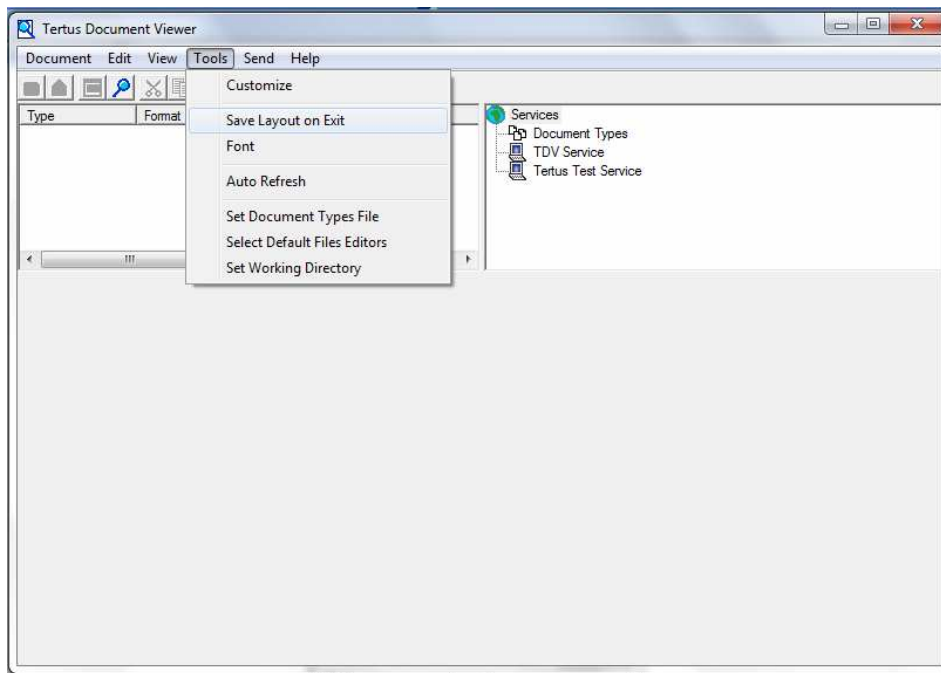 Tertus Document Viewer
Document Edit View Tools Send Help
Type Format
Customize
Save Layout on Exit
Font
Auto Refresh
Set Document Types File
Select Default Files Editors
Set Working Directory
Services
Document Types
TDV Service
Tertus Test Service